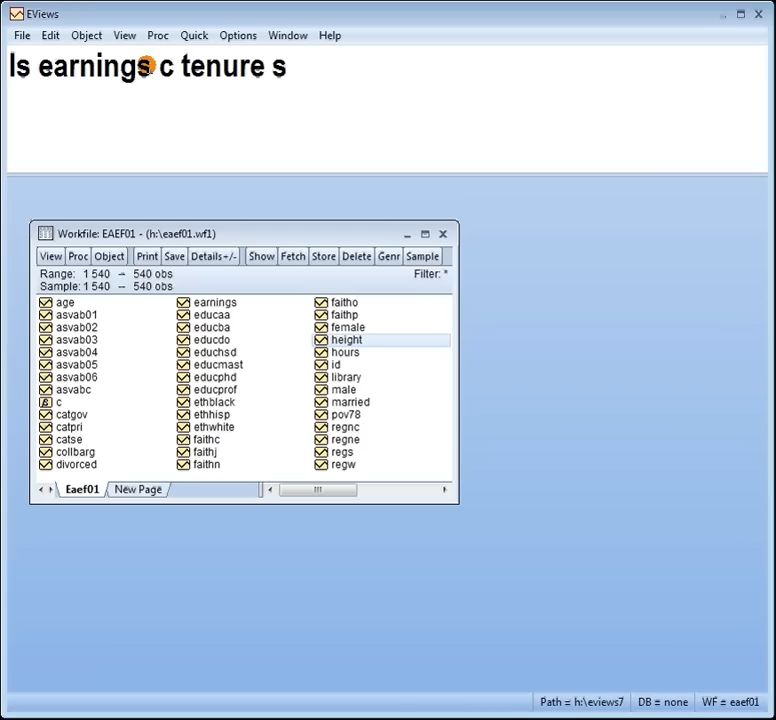 EViews
File Edit Object View Proc Quick Options Window Help
ls earnings c tenure s
Workfile: EAEF01 - (h:\eaef01.wf1)
View Proc Object Print Save Details+/- Show Fetch Store Delete Genr Sample
Range: 1 540 -- 540 obs Filter: *
Sample: 1 540 -- 540 obs
age earnings faitho
asvab01 educaa faithp
asvab02 educba female
asvab03 educdo height
asvab04 educhsd hours
asvab05 educmast id
asvab06 educphd library
asvabc educprof male
c ethblack married
catgov ethhisp pov78
catpri ethwhite regnc
catse faithc regne
collbarg faithj regs
divorced faithn regw
Eaef01 New Page
Path = h:\eviews7 DB = none WF = eaef01